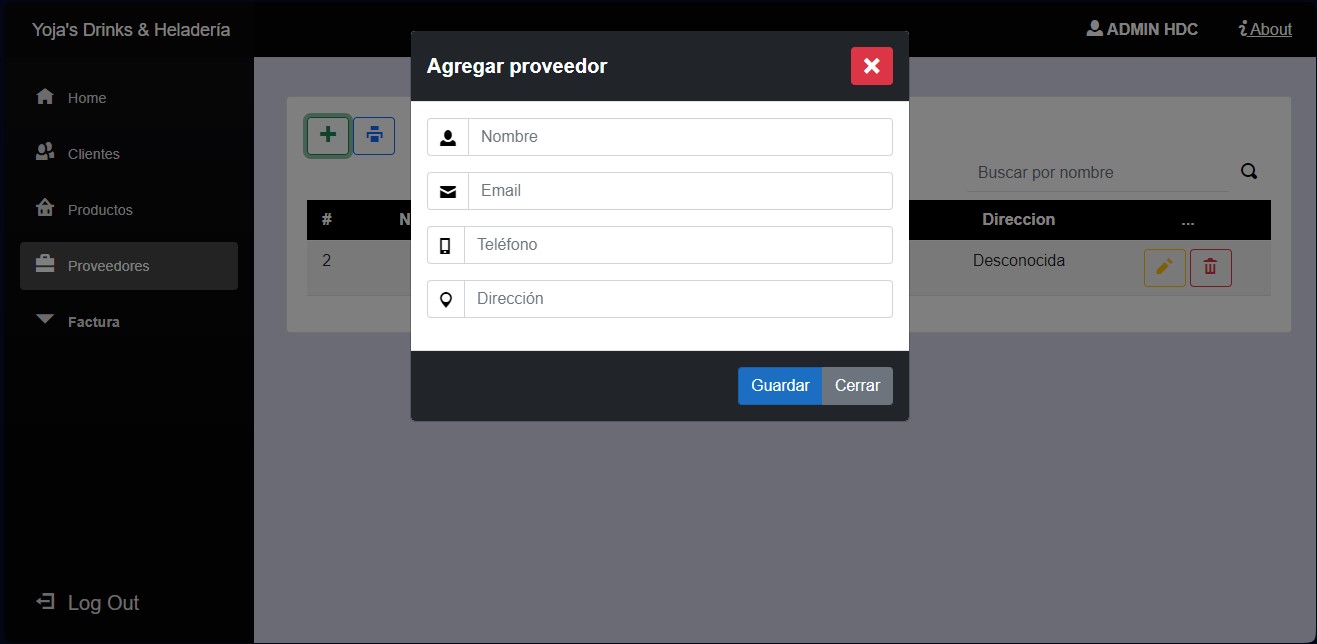 Yoja's Drinks & Heladería
ADMIN HDC
About
Agregar proveedor
Home
Clientes
Productos
Proveedores
Factura
Log Out
Nombre
Email
Teléfono
Dirección
Guardar
Cerrar
Buscar por nombre
# N Direccion ...
2 Desconocida